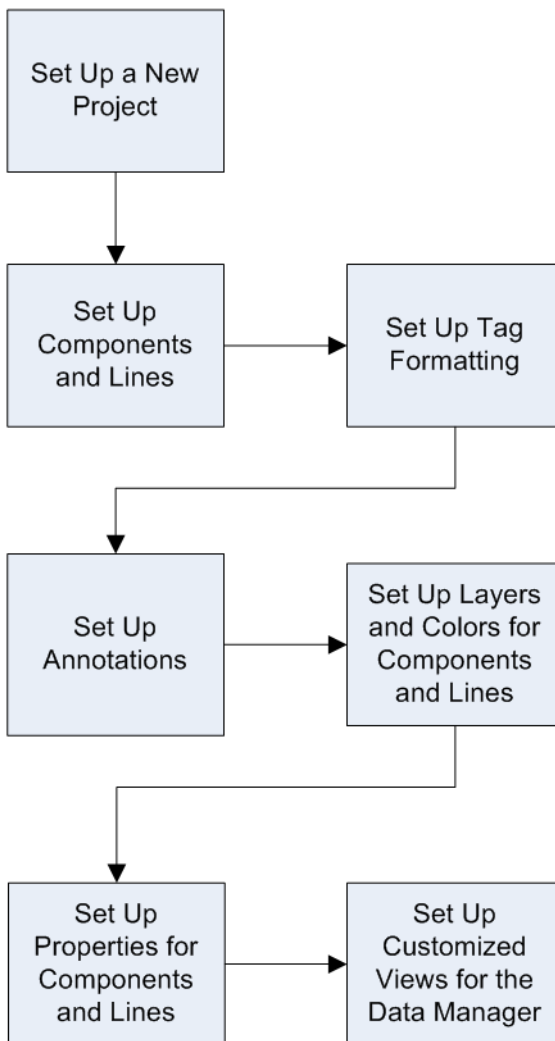 Set Up a New
Project
Set Up
Components
and Lines
Set Up Tag
Formatting
Set Up
Annotations
Set Up Layers
and Colors for
Components
and Lines
Set Up
Properties for
Components
and Lines
Set Up
Customized
Views for the
Data Manager